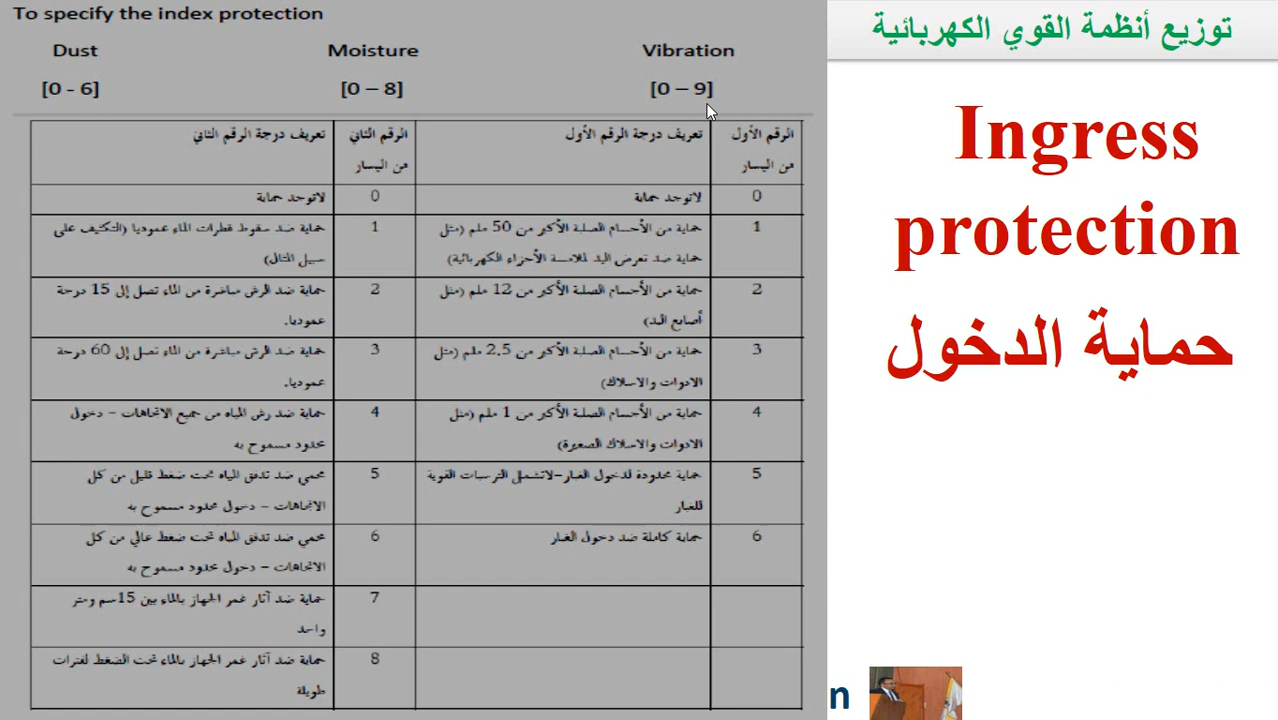 To specify the index protection
Dust Moisture Vibration
[0 - 6] [0 – 8] [0 – 9]
توزيع أنظمة القوي الكهربائية
Ingress
protection
حماية الدخول
الرقم الأول
من اليسار
تعريف درجة الرقم الأول
الرقم الثاني
من اليسار
تعريف درجة الرقم الثاني
0
لاتوجد حماية
0
لاتوجد حماية
1
حماية من الأجسام الصلبة الأكبر من 50 ملم (مثل
حماية ضد تعرض اليد لملامسة الأجزاء الكهربائية)
1
حماية ضد سقوط قطرات الماء عموديا (التكثيف على
سبيل المثال)
2
حماية من الأجسام الصلبة الأكبر من 12 ملم (مثل
أصابع اليد)
2
حماية ضد الرش مباشرة من الماء تصل إلى 15 درجة
عموديا.
3
حماية من الأجسام الصلبة الأكبر من 2.5 ملم (مثل
الادوات والاسلاك)
3
حماية ضد الرش مباشرة من الماء تصل إلى 60 درجة
عموديا.
4
حماية من الأجسام الصلبة الأكبر من 1 ملم (مثل
الادوات والاسلاك الصغيرة)
4
حماية ضد رش المياه من جميع الاتجاهات – دخول
محدود مسموح به
5
حماية محدودة لدخول الغبار–لاتشمل الترسبات القوية
للغبار
5
محمي ضد تدفق المياه تحت ضغط قليل من كل
الاتجاهات – دخول محدود مسموح به
6
حماية كاملة ضد دخول الغبار
6
محمي ضد تدفق المياه تحت ضغط عالي من كل
الاتجاهات – دخول محدود مسموح به
7
حماية ضد آثار غمر الجهاز بالماء بين 15سم ومتر
واحد
8
حماية ضد آثار غمر الجهاز بالماء تحت الضغط لفترات
طويلة
n